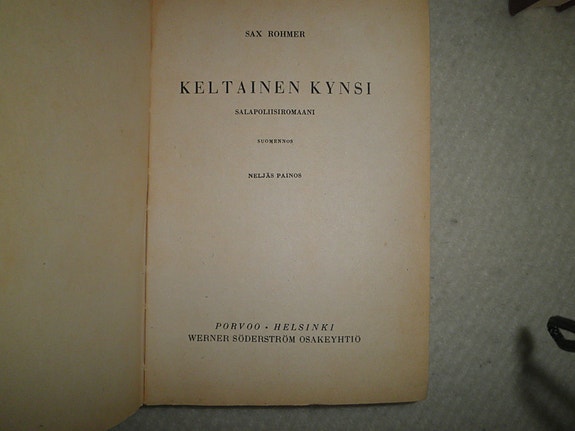 SAX ROHMER
KELTAINEN KYNSI
SALAPOLIISIROMAANI
SUOMENNOS
NELJÄS PAINOS
PORVOO • HELSINKI
WERNER SÖDERSTRÖM OSAKEYHTIÖ